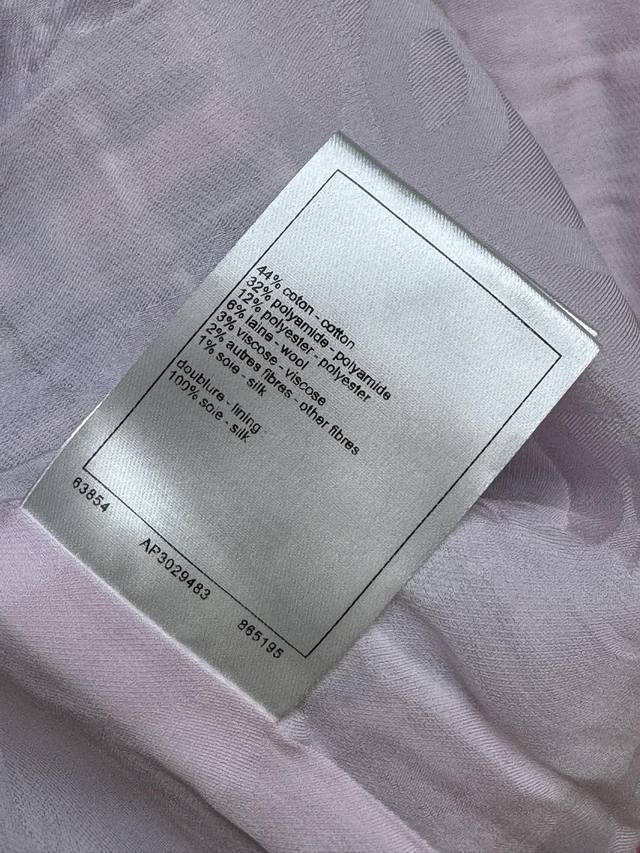 44% coton - cotton
32% polyamide - polyamide
12% polyester - polyester
6% laine - wool
3% viscose - viscose
2% autres fibres - other fibres
1% soie - silk
doublure - lining
100% soie - silk
63854 AP3029483 865195